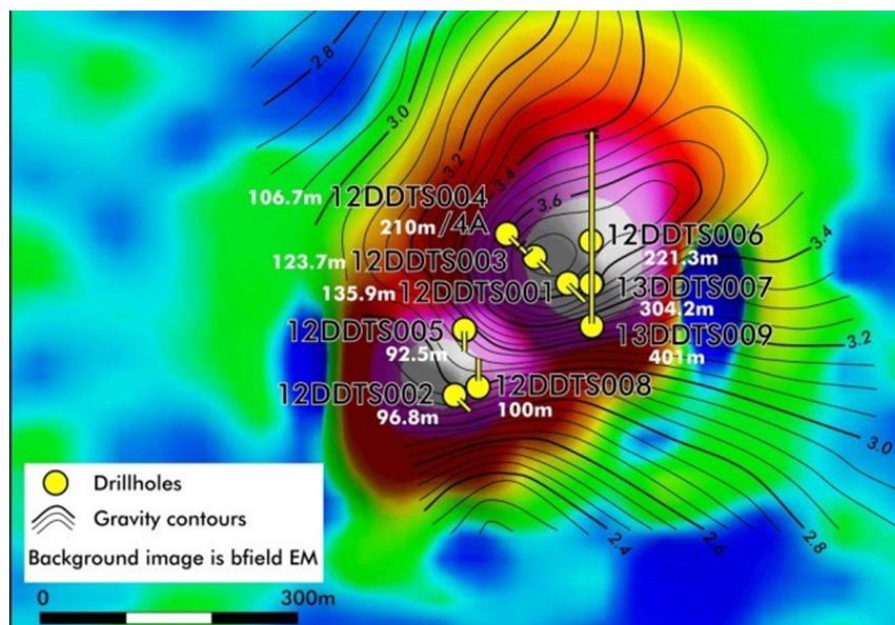 2.8
3.0
3.2
3.4
3.6
3.4
106.7m 12DDTS004
210m/4A
12DDTS006
221.3m
123.7m 12DDTS003
135.9m 12DDTS001
13DDTS007
304.2m
12DDTS005
92.5m
13DDTS009
401m
3.2
12DDTS002
96.8m
12DDTS008
100m
3.0
2.4
2.6
2.8
Drillholes
Gravity contours
Background image is bfield EM
0 300m